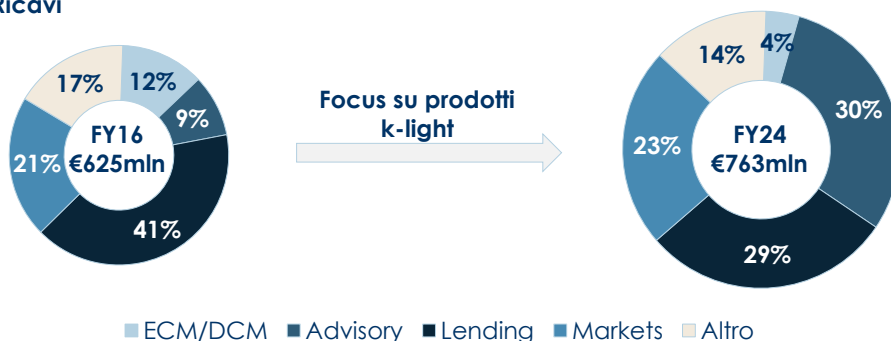 Ricavi
17%
12%
9%
FY16
€625mln
21%
41%
Focus su prodotti
k-light
14%
4%
30%
FY24
€763mln
23%
29%
ECM/DCM Advisory Lending Markets Altro